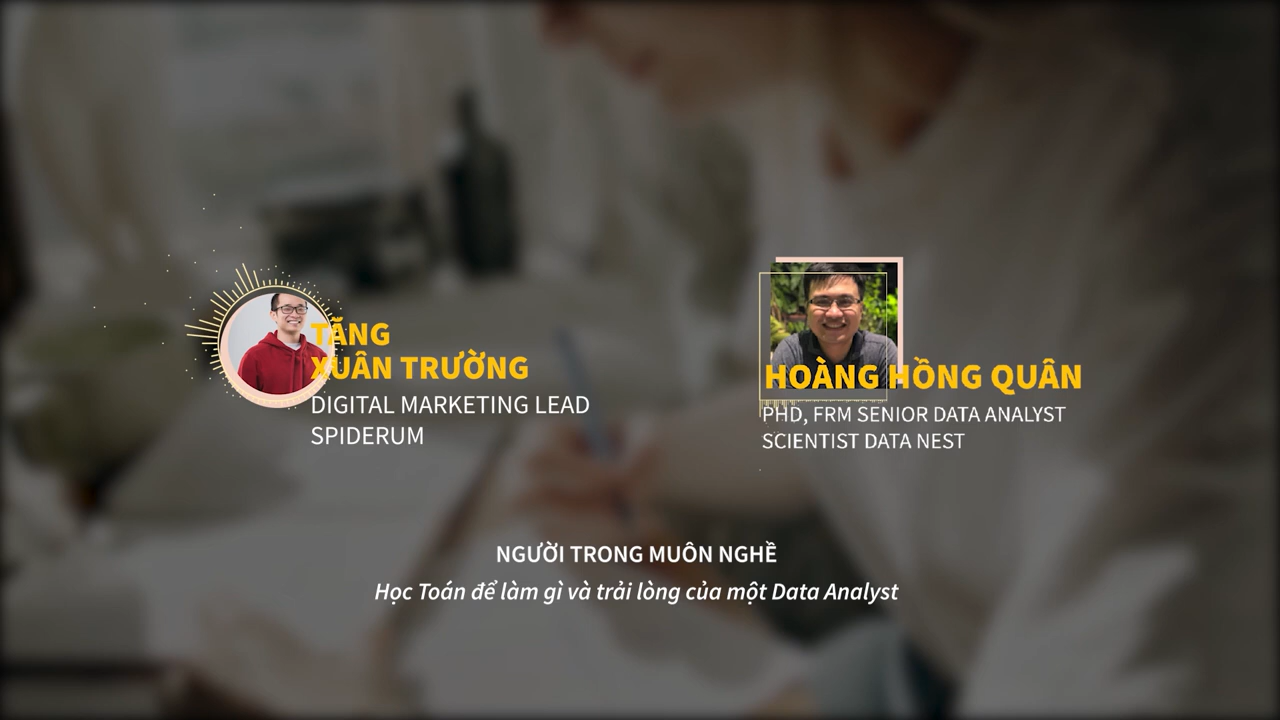 TĂNG
XUÂN TRƯỜNG
DIGITAL MARKETING LEAD
SPIDERUM
HOÀNG HỒNG QUÂN
PHD, FRM SENIOR DATA ANALYST
SCIENTIST DATA NEST
NGƯỜI TRONG MUÔN NGHỀ
Học Toán để làm gì và trải lòng của một Data Analyst